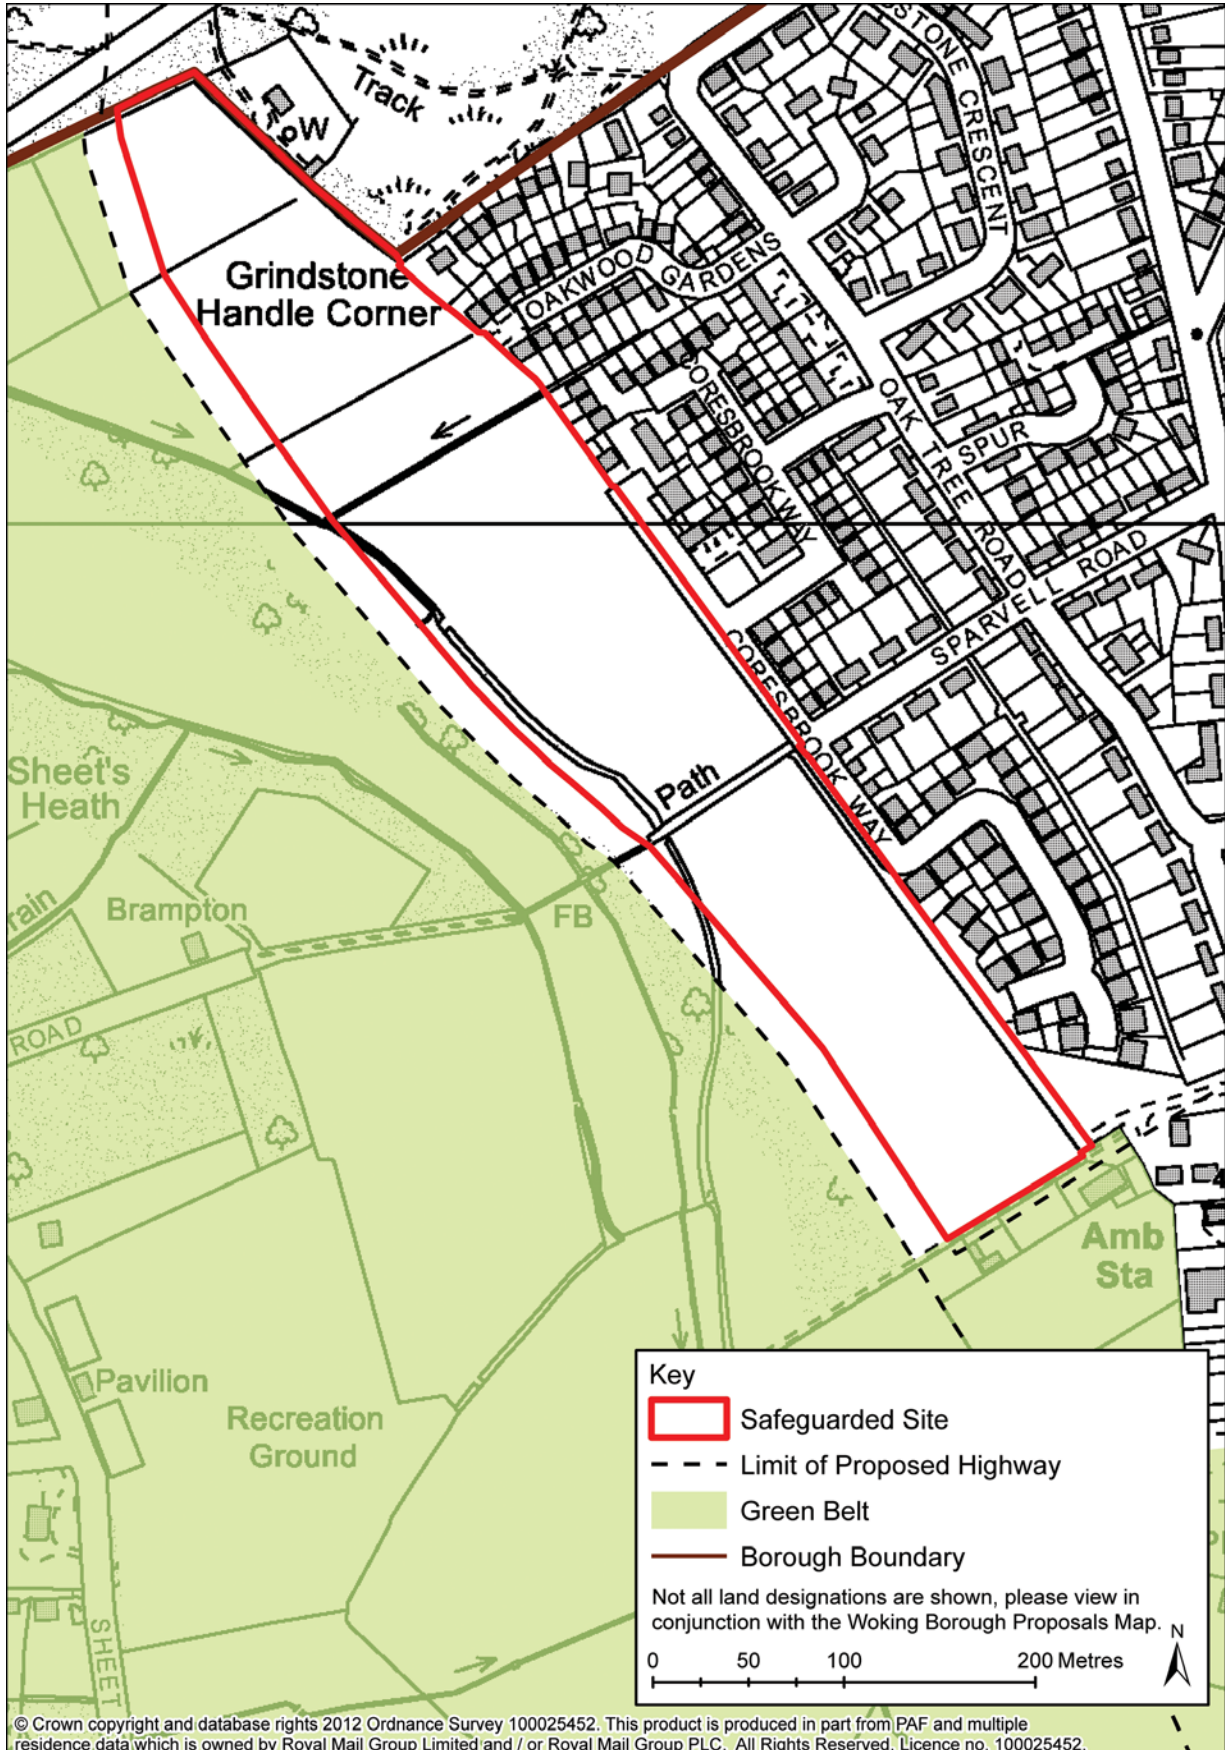 Track
W
Grindstone
Handle Corner
OAKWOOD GARDENS
STONE CRESCENT
CORESBROOK WAY
OAK TREE ROAD
SPUR
SPARVELL ROAD
CORESBROOK WAY
Path
Sheet's
Heath
Brampton
FB
ROAD
Amb
Sta
Pavilion
Recreation
Ground
SHEET
Key
Safeguarded Site
Limit of Proposed Highway
Green Belt
Borough Boundary
Not all land designations are shown, please view in
conjunction with the Woking Borough Proposals Map.
N
0 50 100 200 Metres
© Crown copyright and database rights 2012 Ordnance Survey 100025452. This product is produced in part from PAF and multiple
residence data which is owned by Royal Mail Group Limited and / or Royal Mail Group PLC. All Rights Reserved. Licence no. 100025452.